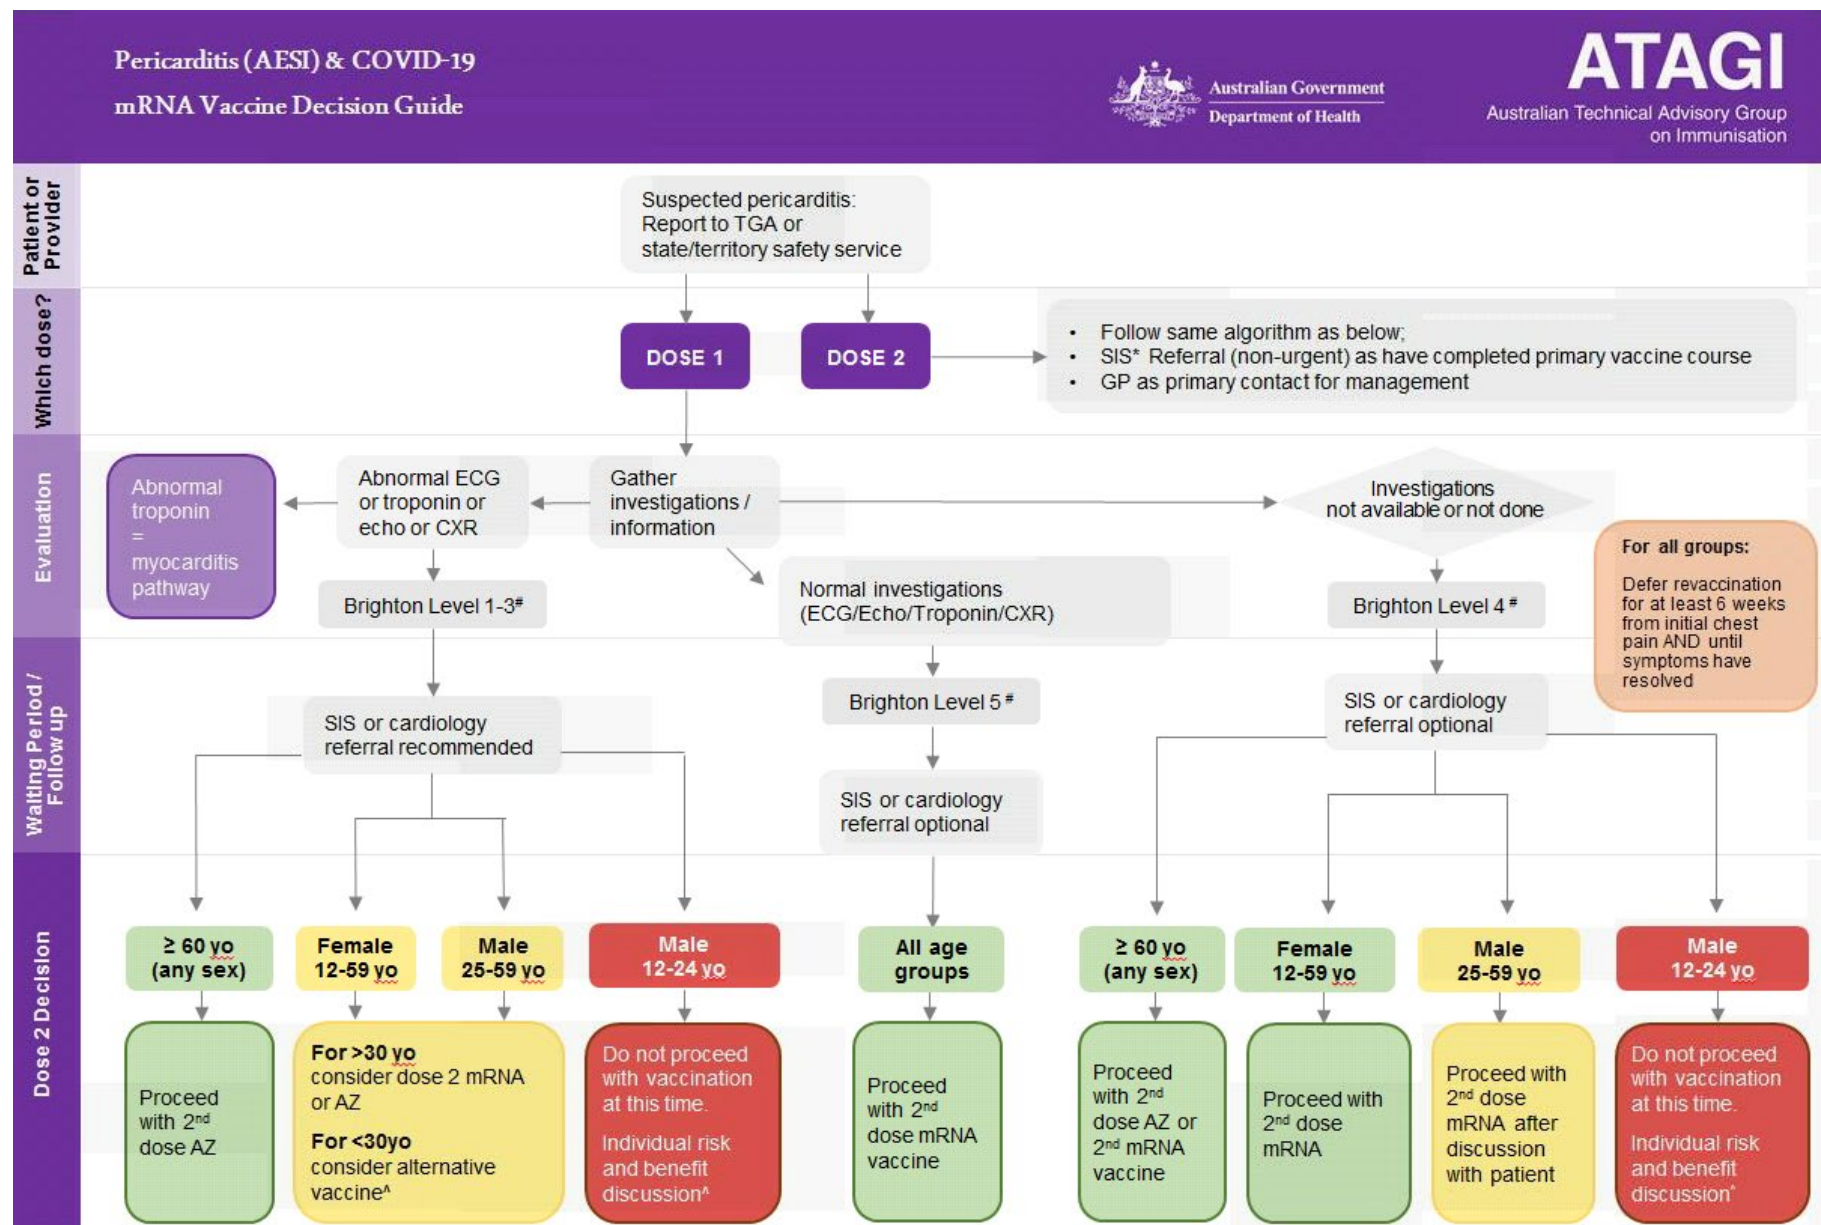 Pericarditis (AESI) & COVID-19
mRNA Vaccine Decision Guide
Australian Government
Department of Health
ATAGI
Australian Technical Advisory Group
on Immunisation
Patient or
Provider
Suspected pericarditis:
Report to TGA or
state/territory safety service
Which dose?
DOSE 1
DOSE 2
• Follow same algorithm as below;
• SIS* Referral (non-urgent) as have completed primary vaccine course
• GP as primary contact for management
Evaluation
Abnormal
troponin
=
myocarditis
pathway
Abnormal ECG
or troponin or
echo or CXR
Gather
investigations /
information
Investigations
not available or not done
Brighton Level 1-3#
Normal investigations
(ECG/Echo/Troponin/CXR)
Brighton Level 4 #
For all groups:
Defer revaccination
for at least 6 weeks
from initial chest
pain AND until
symptoms have
resolved
Waiting Period /
Follow up
SIS or cardiology
referral recommended
Brighton Level 5 #
SIS or cardiology
referral optional
SIS or cardiology
referral optional
Dose 2 Decision
≥ 60 yo
(any sex)
Female
12-59 yo
Male
25-59 yo
Male
12-24 yo
All age
groups
≥ 60 yo
(any sex)
Female
12-59 yo
Male
25-59 yo
Male
12-24 yo
Proceed
with 2nd
dose AZ
For >30 yo
consider dose 2 mRNA
or AZ
For <30yo
consider alternative
vaccine^
Do not proceed
with vaccination
at this time.
Individual risk
and benefit
discussion^
Proceed
with 2nd
dose mRNA
vaccine
Proceed
with 2nd
dose AZ or
2nd mRNA
vaccine
Proceed with
2nd dose
mRNA
Proceed with
2nd dose
mRNA after
discussion
with patient
Do not proceed
with vaccination
at this time.
Individual risk
and benefit
discussion^